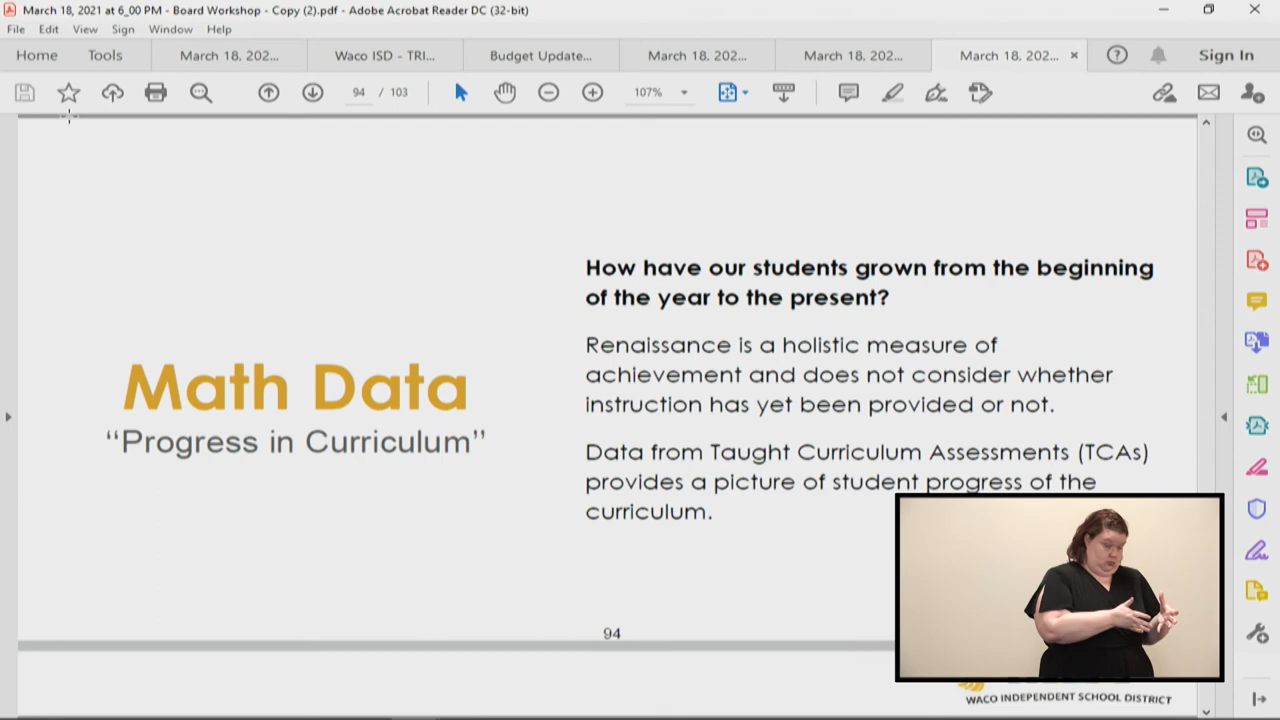 March 18, 2021 at 6_00 PM - Board Workshop - Copy (2).pdf - Adobe Acrobat Reader DC (32-bit)
File Edit View Sign Window Help
Home Tools March 18, 202... Waco ISD - TRI... Budget Update... March 18, 202... March 18, 202... March 18, 202... Sign In
94 / 103 107%
How have our students grown from the beginning
of the year to the present?
Renaissance is a holistic measure of
achievement and does not consider whether
instruction has yet been provided or not.
Math Data
"Progress in Curriculum"
Data from Taught Curriculum Assessments (TCAs)
provides a picture of student progress of the
curriculum.
94
WACO INDEPENDENT SCHOOL DISTRICT